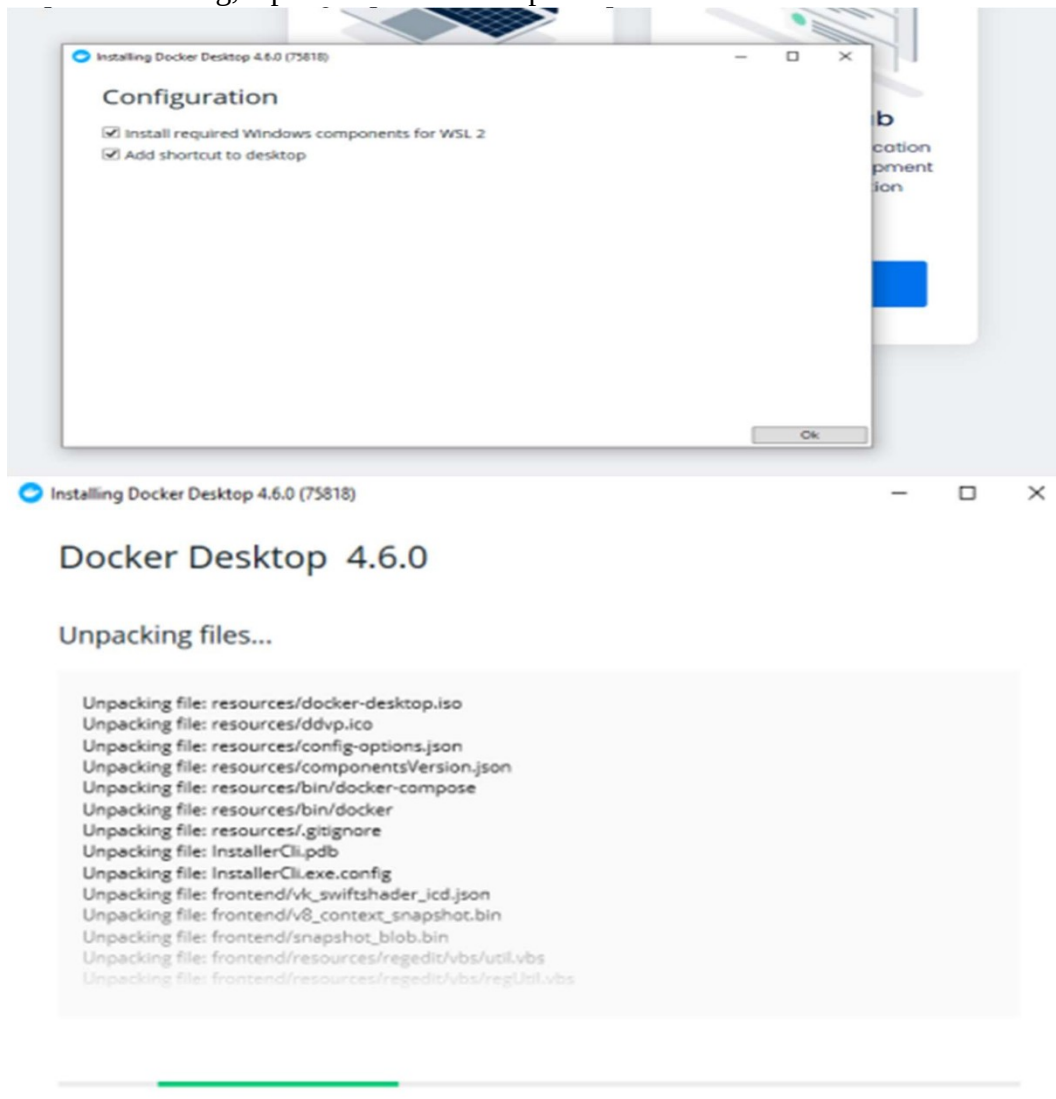 Installing Docker Desktop 4.6.0 (75818)
Configuration
Install required Windows components for WSL 2
Add shortcut to desktop
b
cation
pment
ion
Ok
Installing Docker Desktop 4.6.0 (75818)
Docker Desktop 4.6.0
Unpacking files...
Unpacking file: resources/docker-desktop.iso
Unpacking file: resources/ddvp.ico
Unpacking file: resources/config-options.json
Unpacking file: resources/componentsVersion.json
Unpacking file: resources/bin/docker-compose
Unpacking file: resources/bin/docker
Unpacking file: resources/.gitignore
Unpacking file: InstallerCli.pdb
Unpacking file: InstallerCli.exe.config
Unpacking file: frontend/vk_swiftshader_icd.json
Unpacking file: frontend/v8_context_snapshot.bin
Unpacking file: frontend/snapshot_blob.bin
Unpacking file: frontend/resources/regedit/vbs/util.vbs
Unpacking file: frontend/resources/regedit/vbs/regUtil.vbs